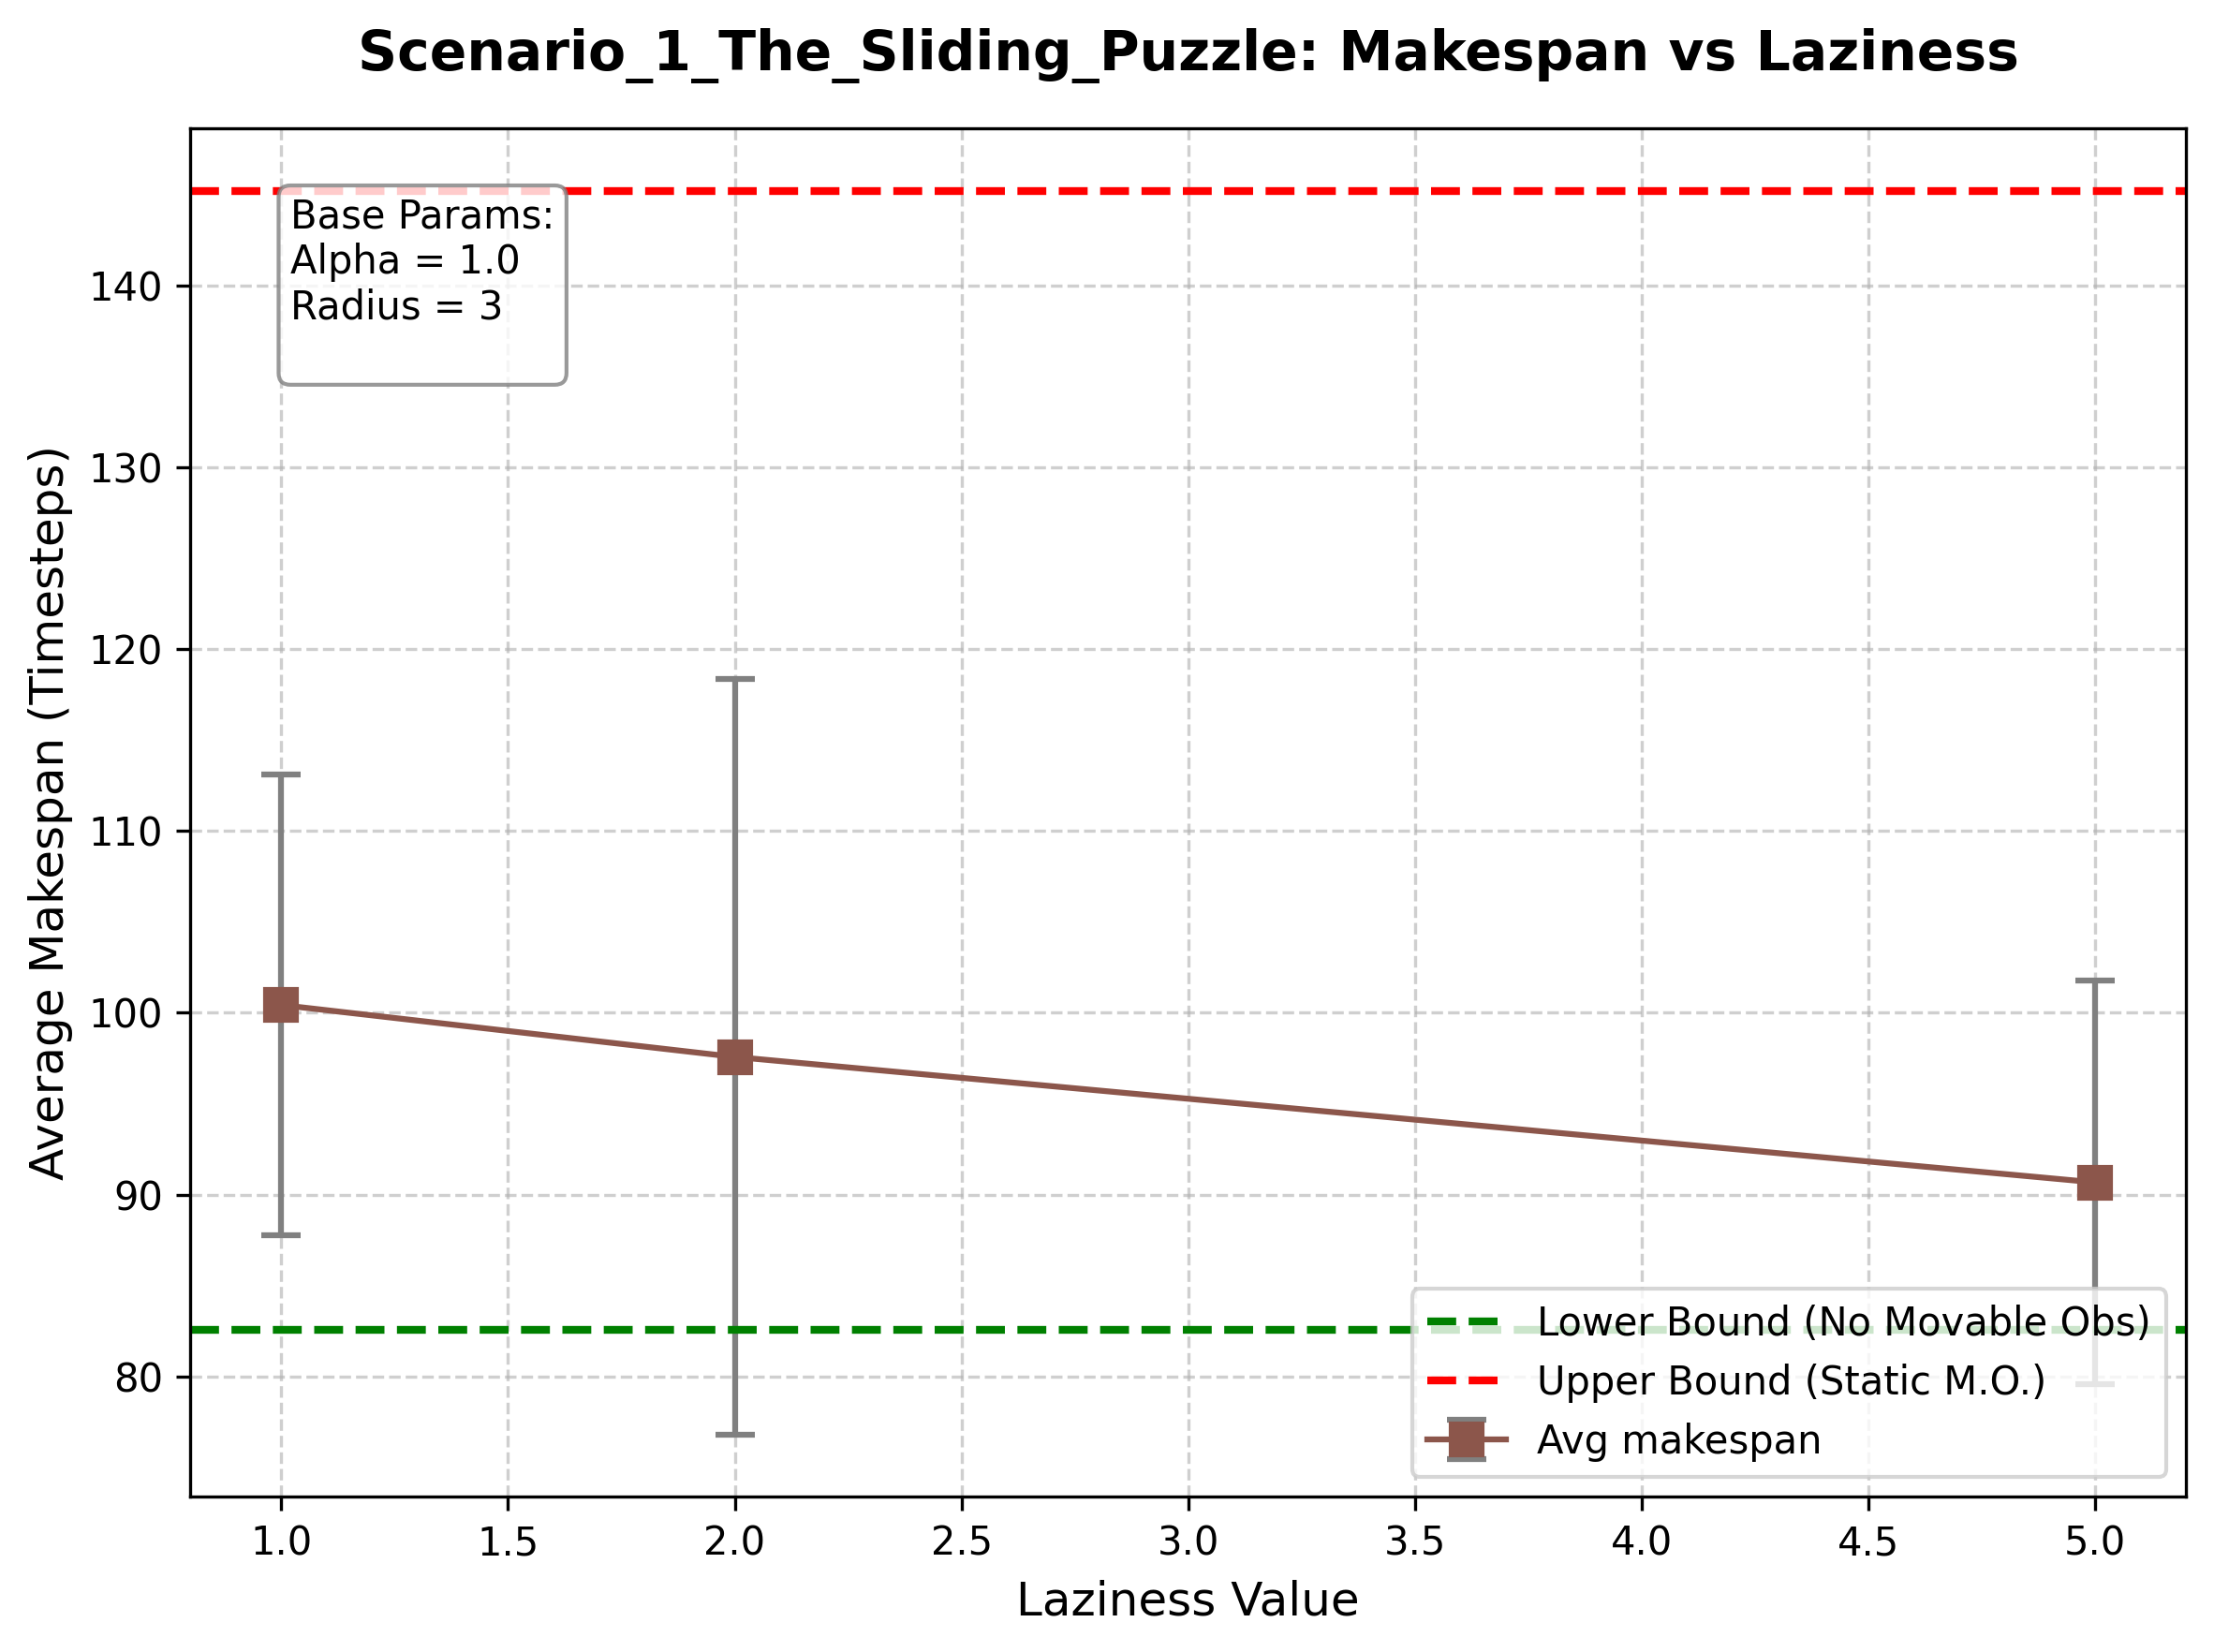 Scenario_1_The_Sliding_Puzzle: Makespan vs Laziness
Base Params:
Alpha = 1.0
Radius = 3
Average Makespan (Timesteps)
140
130
120
110
100
90
80
Lower Bound (No Movable Obs)
Upper Bound (Static M.O.)
Avg makespan
1.0 1.5 2.0 2.5 3.0 3.5 4.0 4.5 5.0
Laziness Value